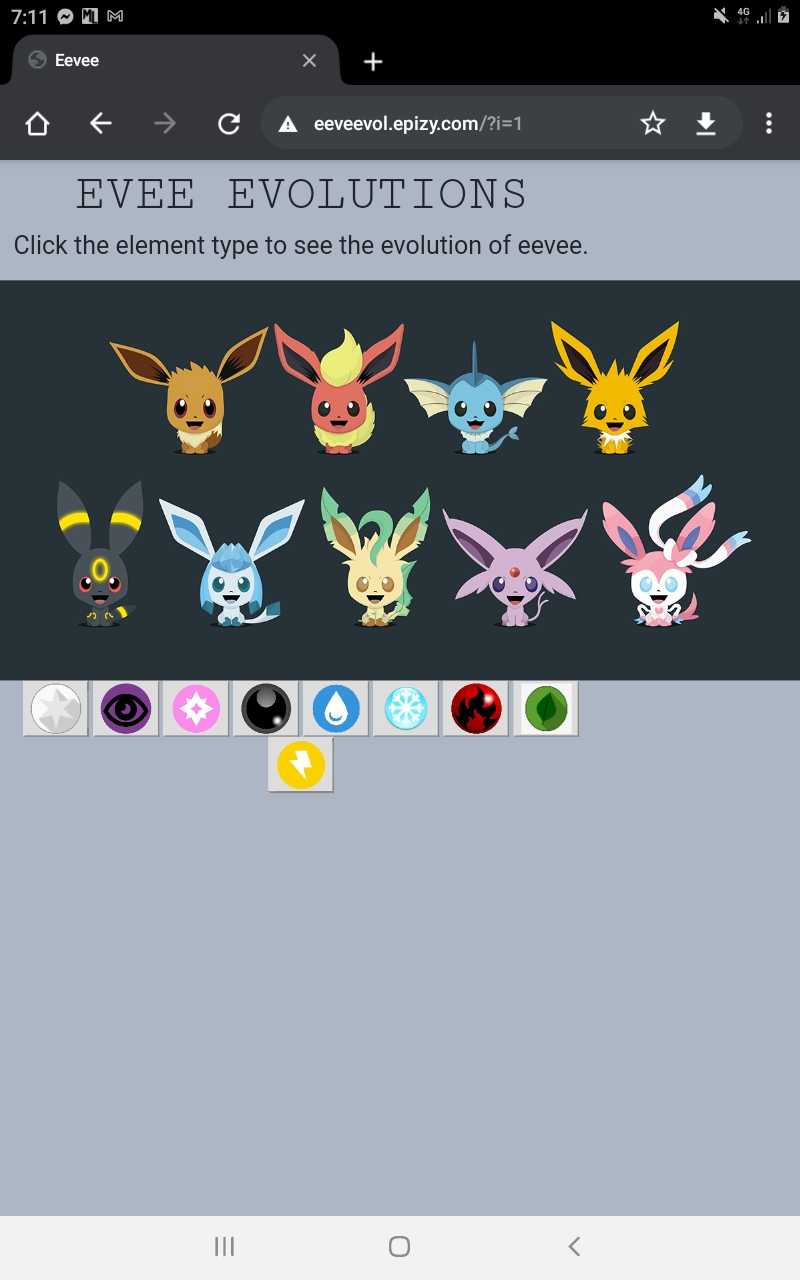 7:11
4G
Eevee
eeveevol.epizy.com/?i=1
EVEE EVOLUTIONS
Click the element type to see the evolution of eevee.